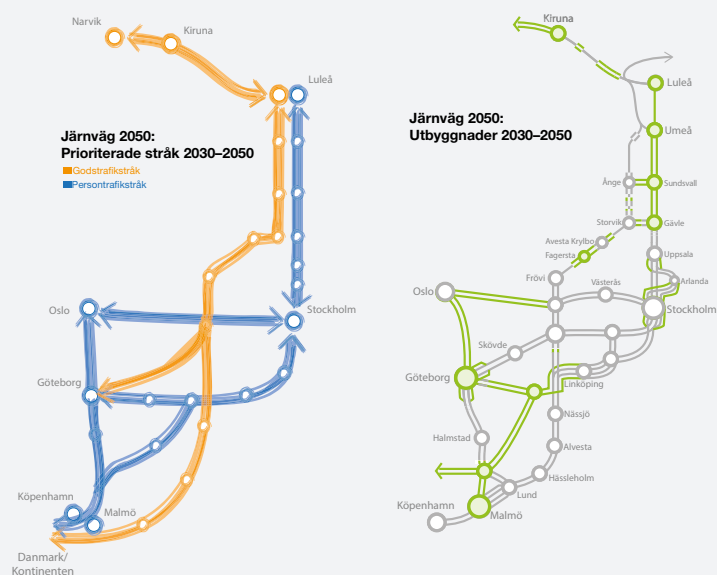 Narvik
Kiruna
Luleå
Järnväg 2050:
Prioriterade stråk 2030–2050
Godstrafikstråk
Persontrafikstråk
Oslo
Stockholm
Göteborg
Köpenhamn
Malmö
Danmark/
Kontinenten
Kiruna
Luleå
Järnväg 2050:
Utbyggnader 2030–2050
Umeå
Ånge
Sundsvall
Storvik
Gävle
Avesta Krylbo
Fagersta
Uppsala
Frövi
Västerås
Arlanda
Oslo
Stockholm
Skövde
Göteborg
Linköping
Nässjö
Halmstad
Alvesta
Hässleholm
Lund
Köpenhamn
Malmö